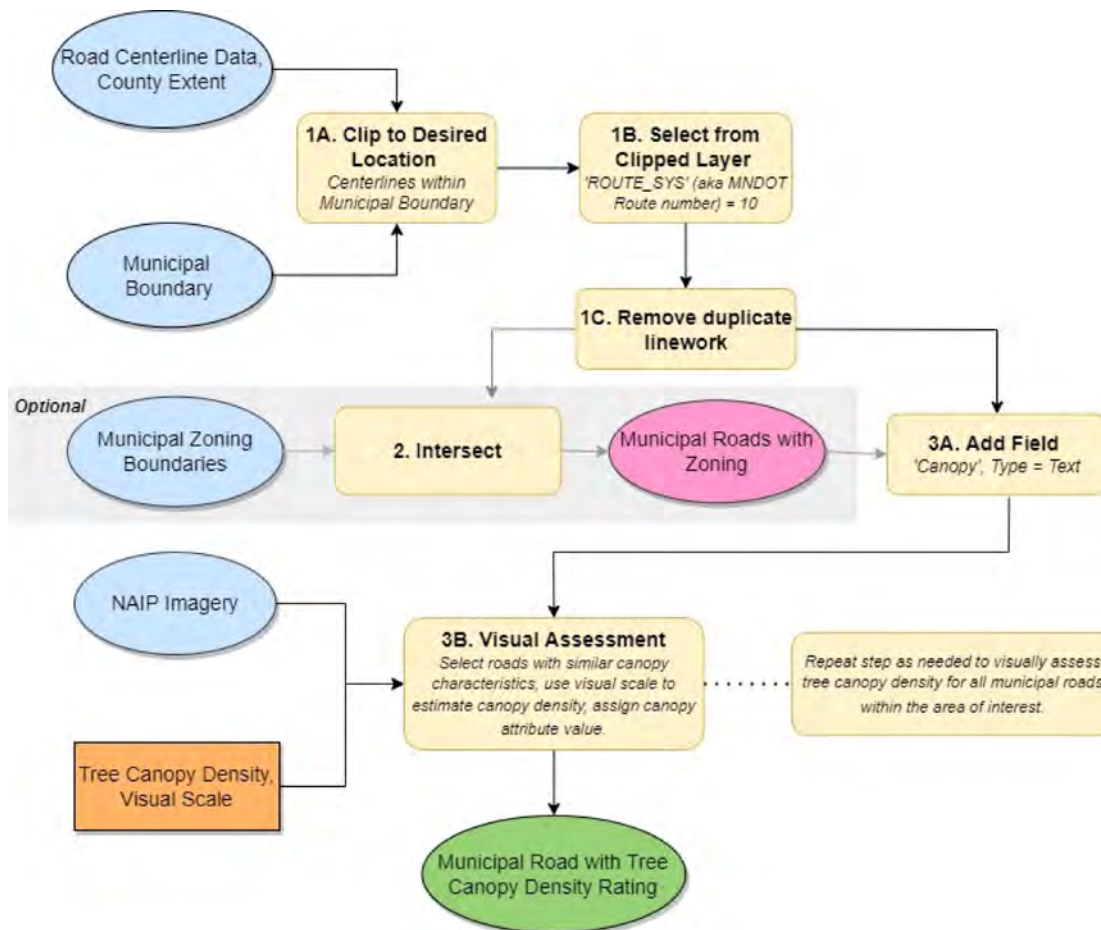 Road Centerline Data,
County Extent
1A. Clip to Desired
Location
Centerlines within
Municipal Boundary
1B. Select from
Clipped Layer
'ROUTE_SYS' (aka MNDOT
Route number) = 10
Municipal
Boundary
1C. Remove duplicate
linework
Optional
Municipal Zoning
Boundaries
2. Intersect
Municipal Roads with
Zoning
3A. Add Field
'Canopy', Type = Text
NAIP Imagery
3B. Visual Assessment
Select roads with similar canopy
characteristics, use visual scale to
estimate canopy density, assign canopy
attribute value.
Repeat step as needed to visually assess
tree canopy density for all municipal roads
within the area of interest.
Tree Canopy Density,
Visual Scale
Municipal Road with Tree
Canopy Density Rating